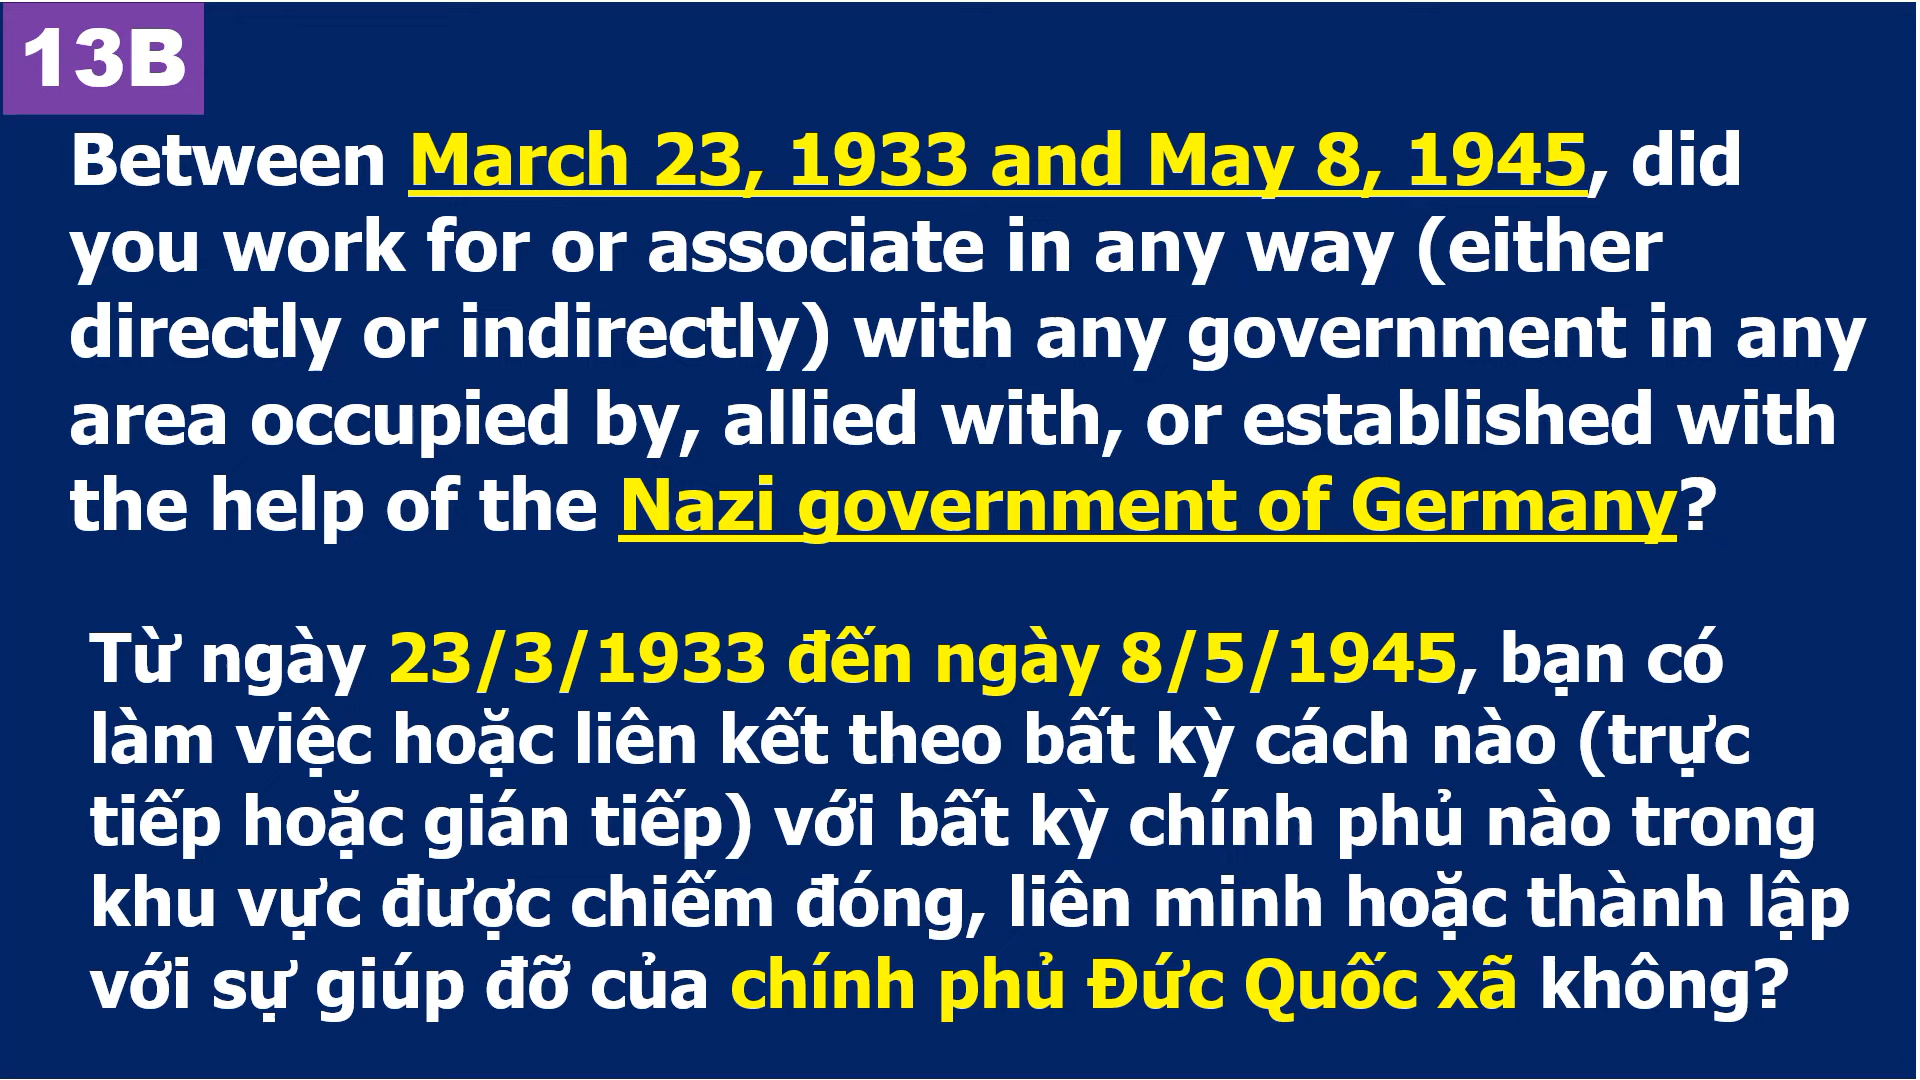 13B
Between March 23, 1933 and May 8, 1945, did
you work for or associate in any way (either
directly or indirectly) with any government in any
area occupied by, allied with, or established with
the help of the Nazi government of Germany?
Từ ngày 23/3/1933 đến ngày 8/5/1945, bạn có
làm việc hoặc liên kết theo bất kỳ cách nào (trực
tiếp hoặc gián tiếp) với bất kỳ chính phủ nào trong
khu vực được chiếm đóng, liên minh hoặc thành lập
với sự giúp đỡ của chính phủ Đức Quốc xã không?